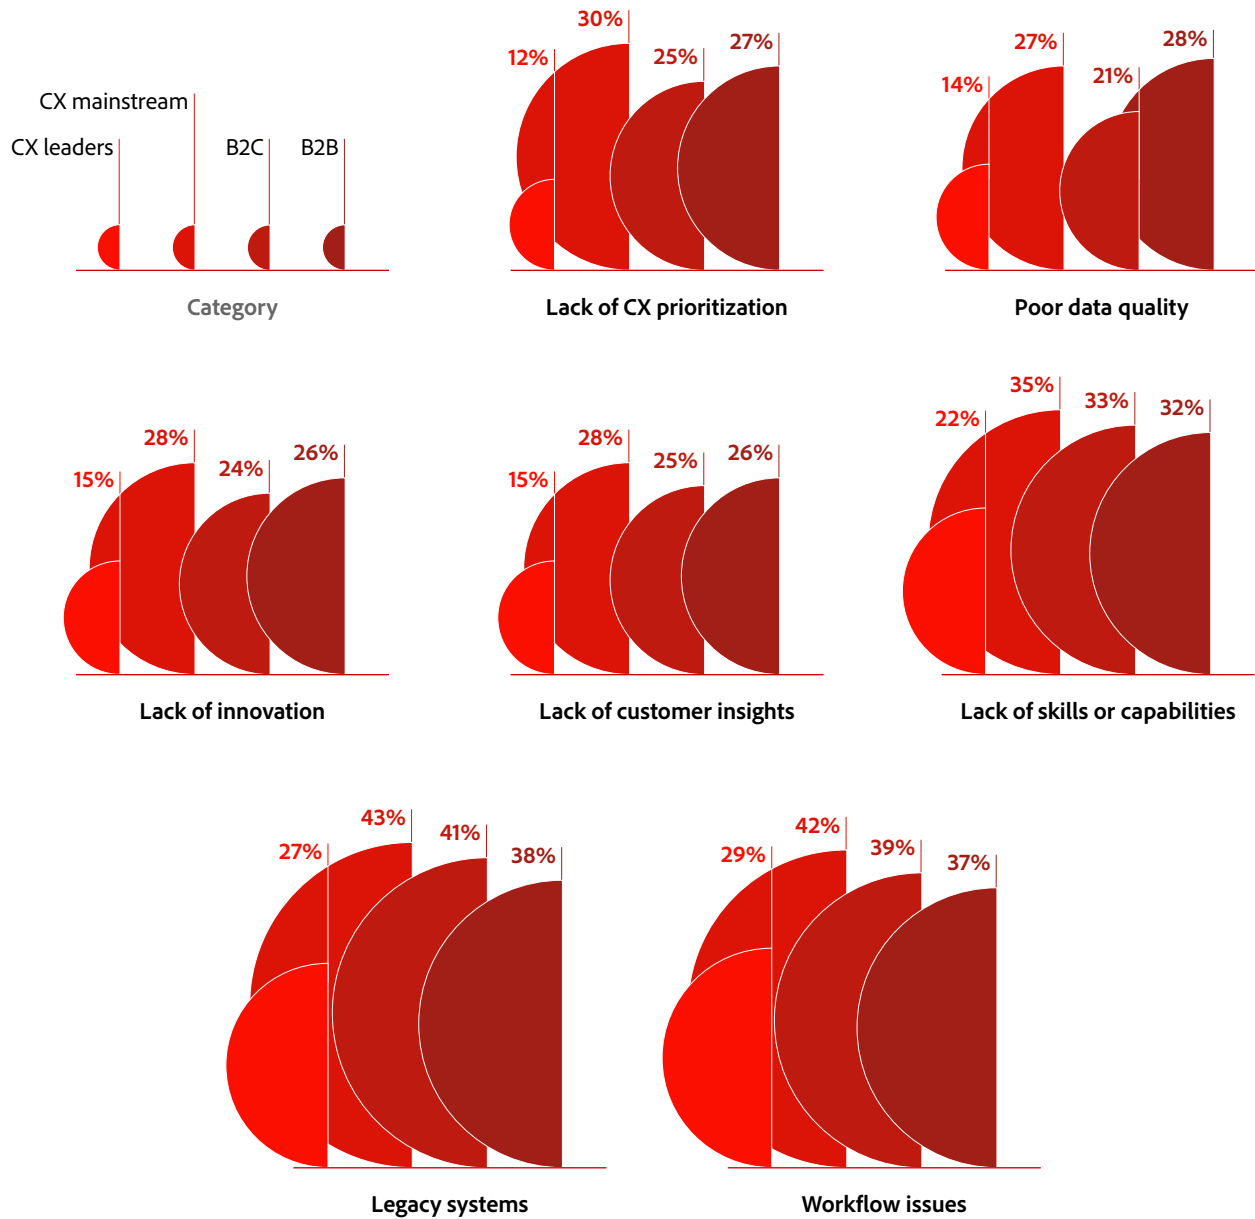 CX mainstream
CX leaders
B2C
B2B
Category
12%
30%
25%
27%
Lack of CX prioritization
14%
27%
21%
28%
Poor data quality
15%
28%
24%
26%
Lack of innovation
15%
28%
25%
26%
Lack of customer insights
22%
35%
33%
32%
Lack of skills or capabilities
27%
43%
41%
38%
Legacy systems
29%
42%
39%
37%
Workflow issues